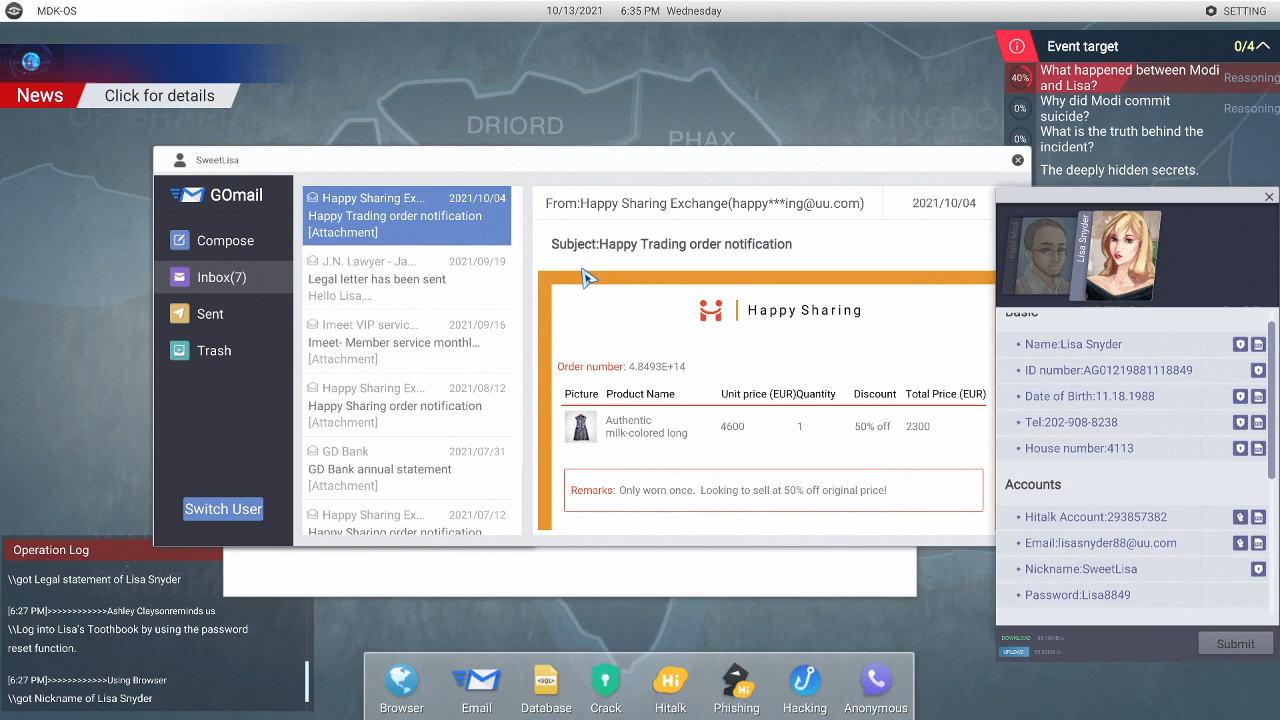 MDK-OS
10/13/2021 6:35 PM Wednesday
SETTING
News
Click for details
DRIORD
PHAX
Event target
0/4
40%
What happened between Modi
and Lisa?
Reasoning
0%
Why did Modi commit
suicide?
Reasoning
0%
What is the truth behind the
incident?
The deeply hidden secrets.
SweetLisa
GOmail
Compose
Inbox(7)
Sent
Trash
Switch User
Happy Sharing Ex... 2021/10/04
Happy Trading order notification
[Attachment]
J.N. Lawyer - Ja... 2021/09/19
Legal letter has been sent
Hello Lisa,...
Imeet VIP servic... 2021/09/16
Imeet- Member service monthl...
[Attachment]
Happy Sharing Ex... 2021/08/12
Happy Sharing order notification
[Attachment]
GD Bank 2021/07/31
GD Bank annual statement
[Attachment]
Happy Sharing Ex... 2021/07/12
Happy Sharing order notification
From:Happy Sharing Exchange(happy***ing@uu.com)
2021/10/04
Subject:Happy Trading order notification
Happy Sharing
Order number: 4.8493E+14
Picture Product Name Unit price (EUR)Quantity Discount Total Price (EUR)
Authentic
milk-colored long
4600 1 50% off 2300
Remarks: Only worn once. Looking to sell at 50% off original price!
Lisa Snyder
Basic
Name:Lisa Snyder
ID number:AG01219881118849
Date of Birth:11.18.1988
Tel:202-908-8238
House number:4113
Accounts
Hitalk Account:293857382
Email:lisasnyder88@uu.com
Nickname:SweetLisa
Password:Lisa8849
DOWNLOAD
UPLOAD
Submit
Operation Log
\\got Legal statement of Lisa Snyder
[6:27 PM]>>>>>>>>>>>>Ashley Claysonreminds us
\\Log into Lisa's Toothbook by using the password
reset function.
[6:27 PM]>>>>>>>>>>>>Using Browser
\\got Nickname of Lisa Snyder
Browser
Email
Database
Crack
Hitalk
Phishing
Hacking
Anonymous